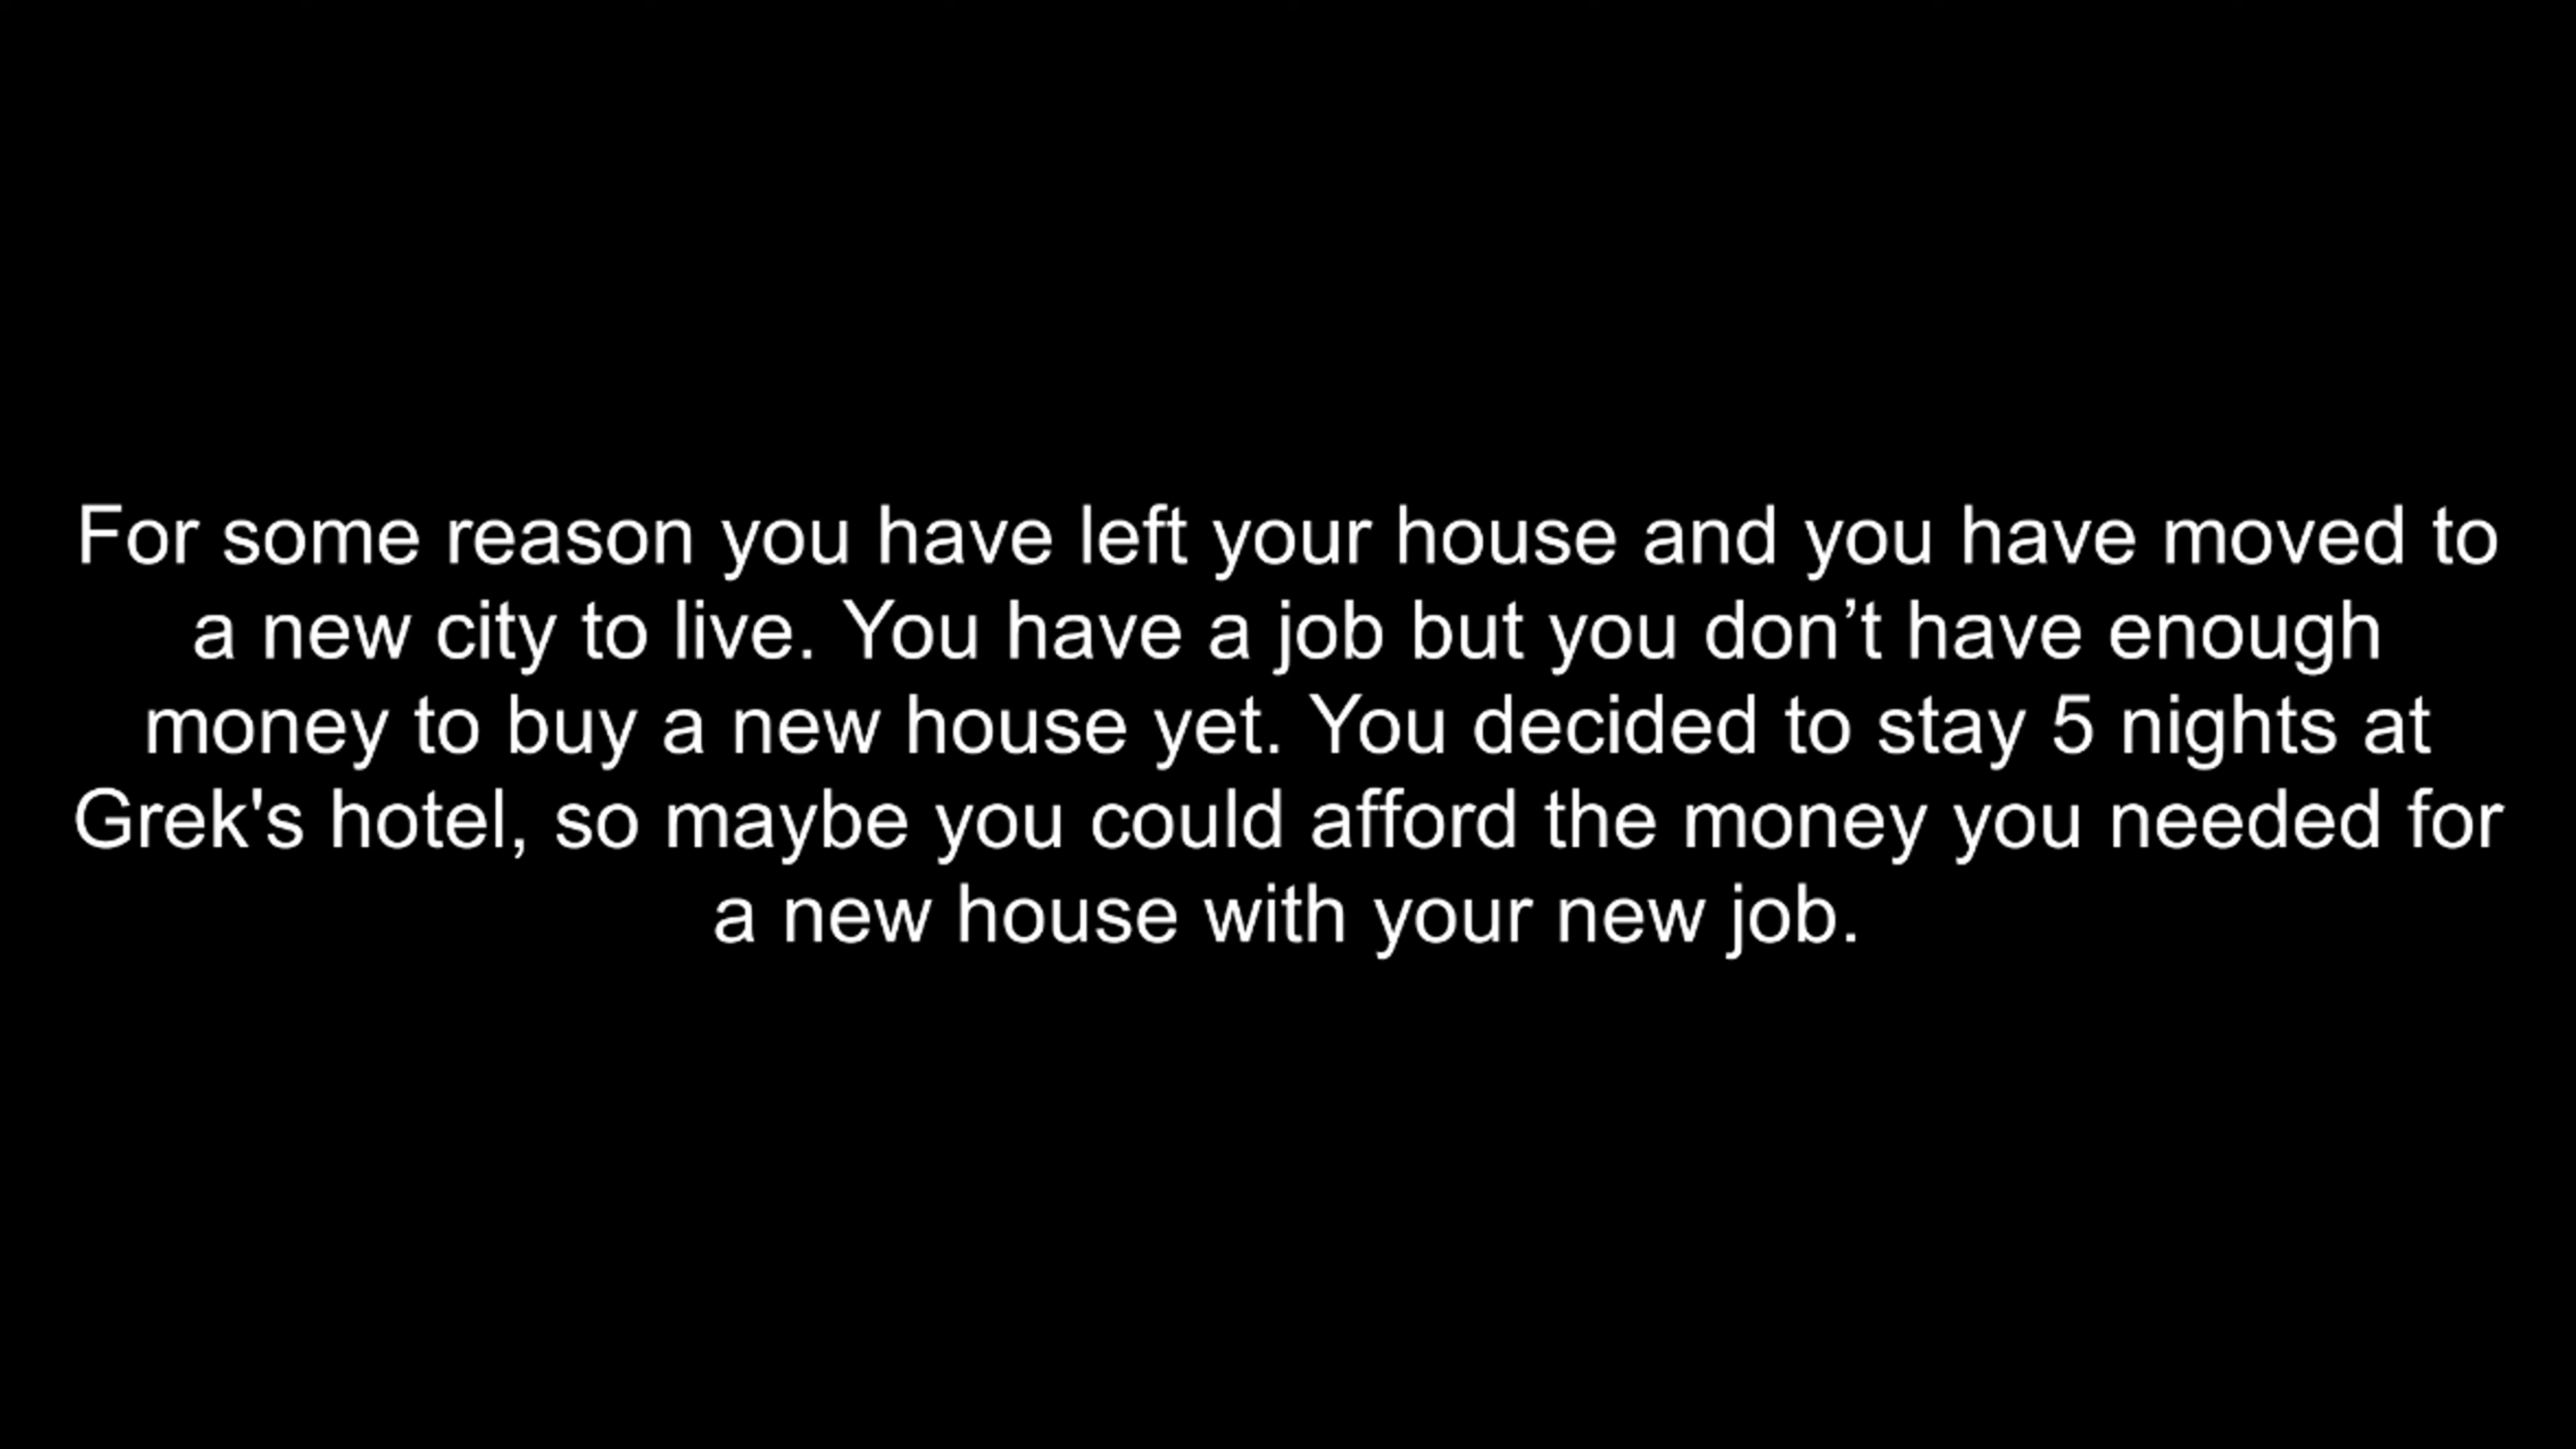 For some reason you have left your house and you have moved to
a new city to live. You have a job but you don’t have enough
money to buy a new house yet. You decided to stay 5 nights at
Grek's hotel, so maybe you could afford the money you needed for
a new house with your new job.